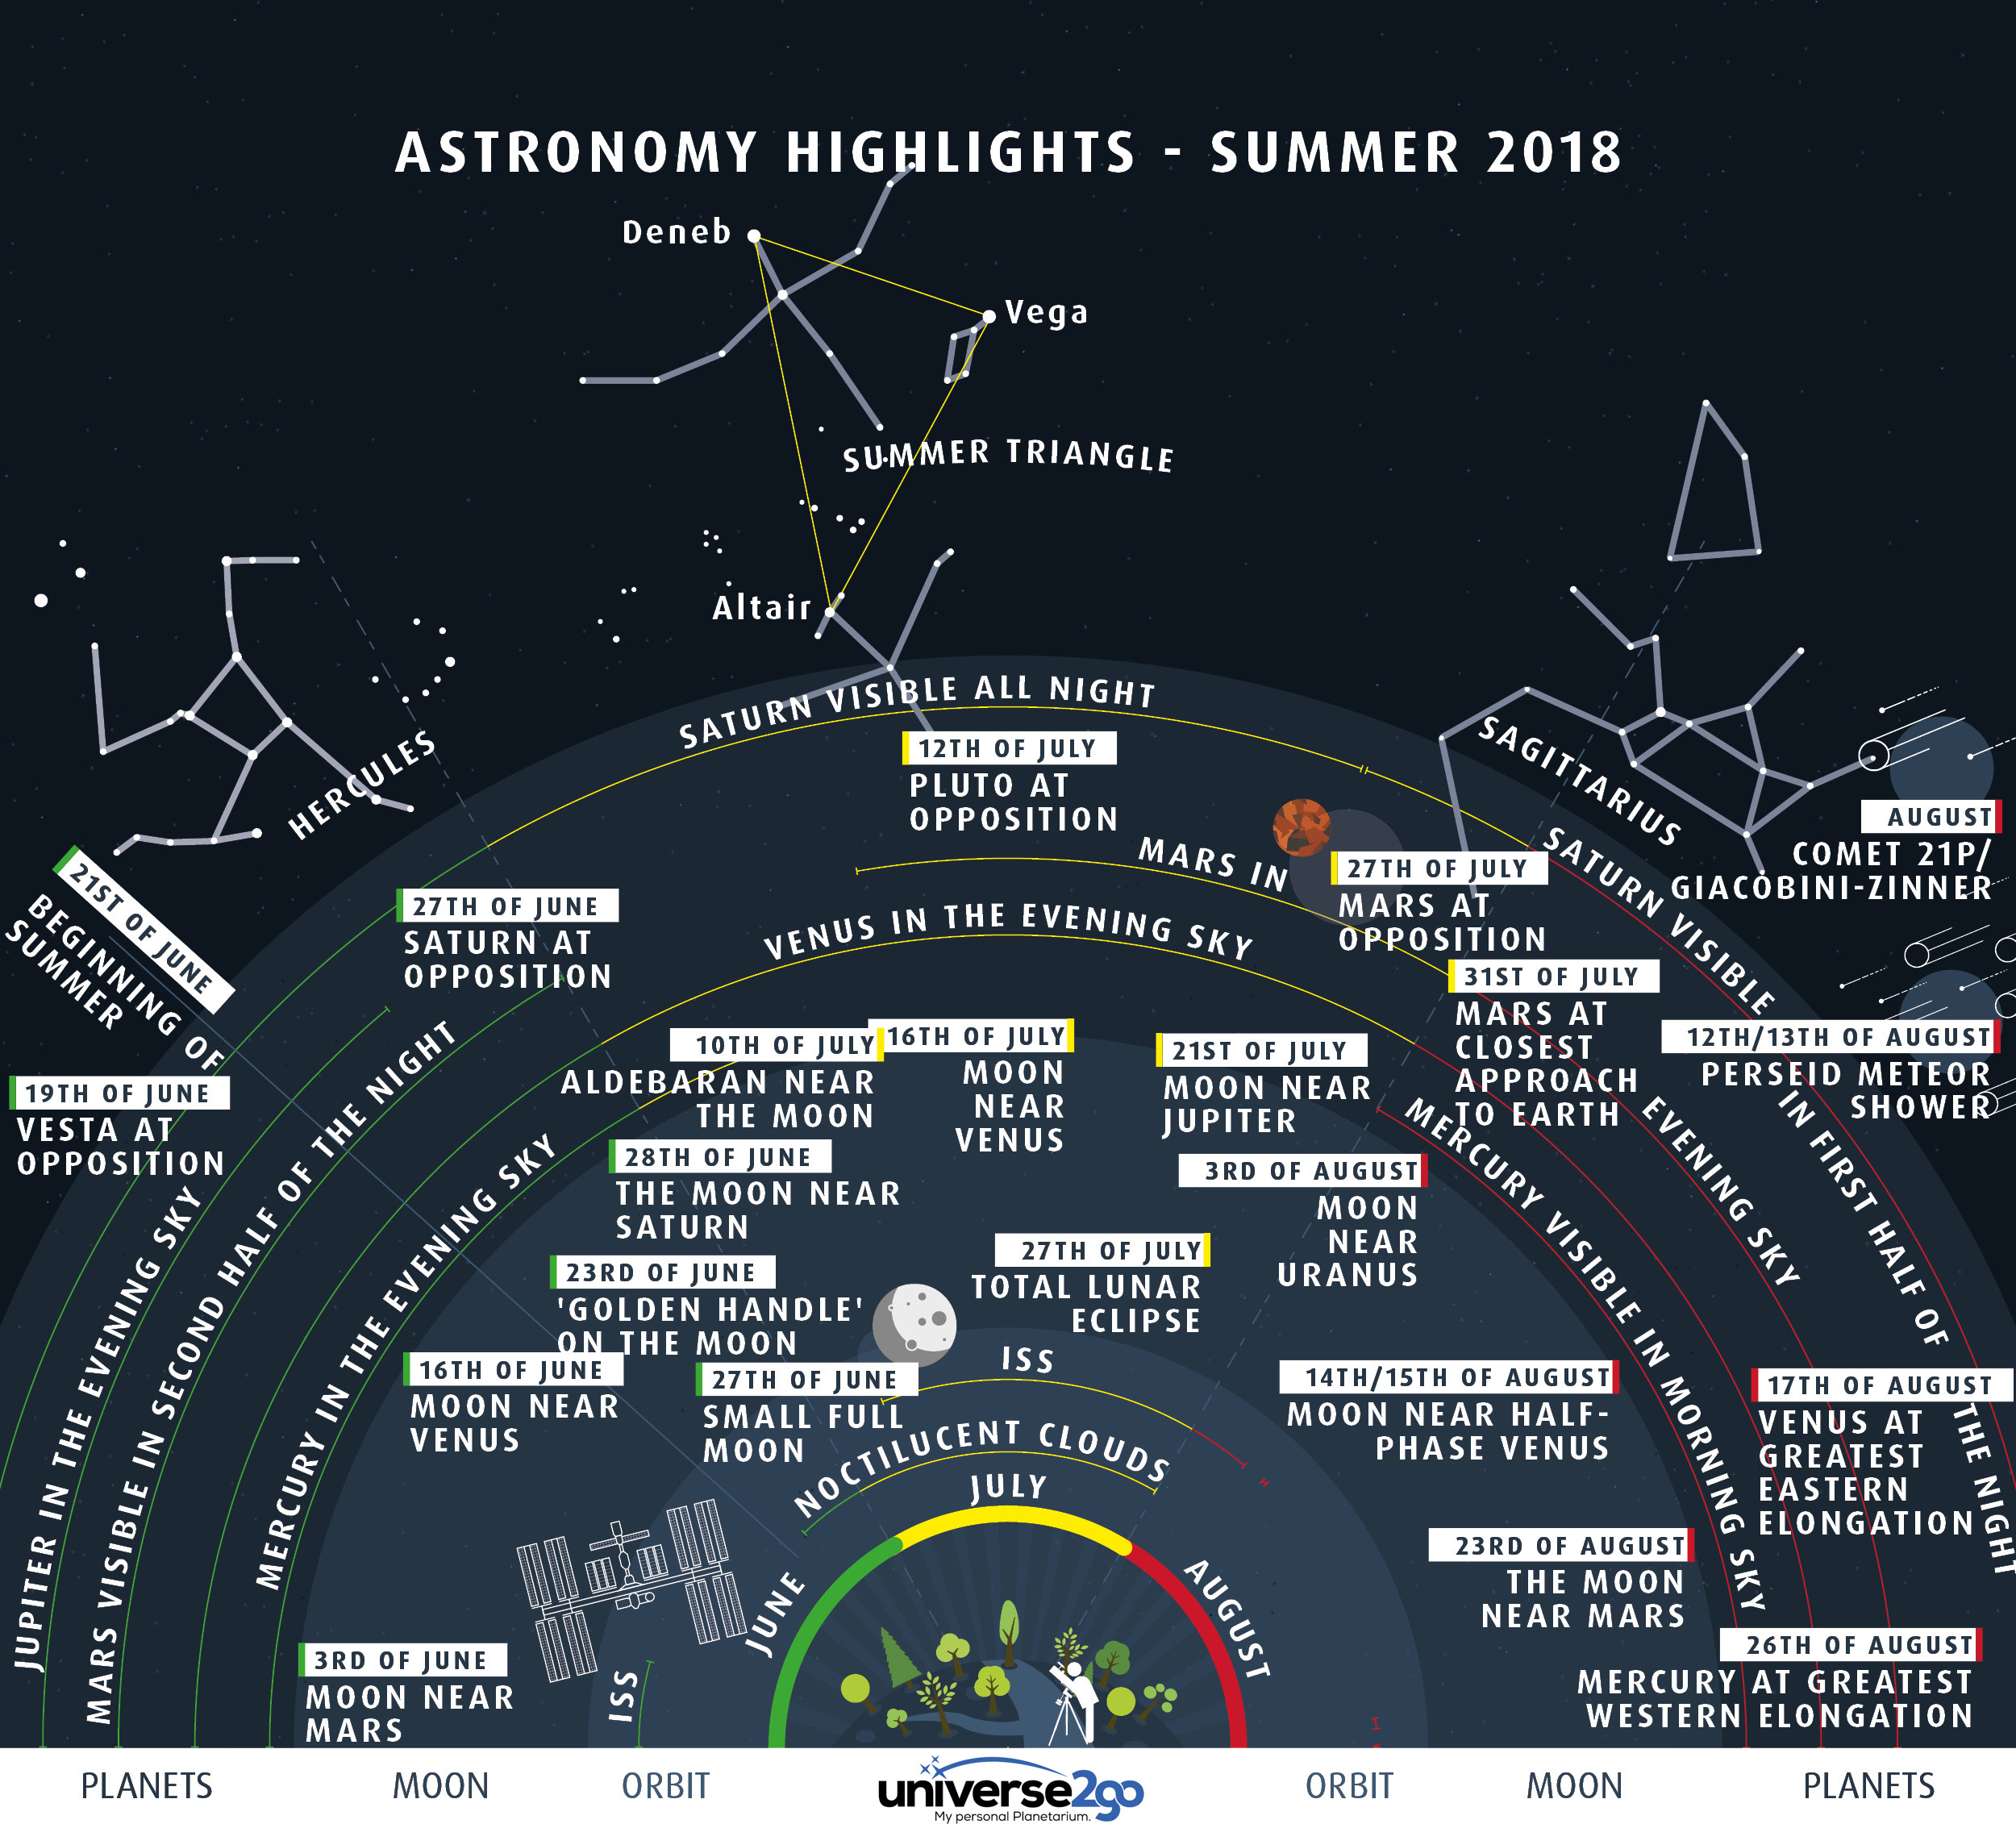 ASTRONOMY HIGHLIGHTS - SUMMER 2018
Deneb
Vega
SUMMER TRIANGLE
Altair
HERCULES
SAGITTARIUS
SATURN VISIBLE ALL NIGHT
12TH OF JULY
PLUTO AT
OPPOSITION
AUGUST
COMET 21P/
GIACOBINI-ZINNER
MARS IN
EVENING SKY
27TH OF JULY
MARS AT
OPPOSITION
SATURN VISIBLE IN FIRST HALF OF THE NIGHT
21ST OF JUNE
BEGINNING OF
SUMMER
27TH OF JUNE
SATURN AT
OPPOSITION
VENUS IN THE EVENING SKY
31ST OF JULY
MARS AT
CLOSEST
APPROACH
TO EARTH
12TH/13TH OF AUGUST
PERSEID METEOR
SHOWER
19TH OF JUNE
VESTA AT
OPPOSITION
10TH OF JULY
ALDEBARAN NEAR
THE MOON
16TH OF JULY
MOON
NEAR
VENUS
21ST OF JULY
MOON NEAR
JUPITER
28TH OF JUNE
THE MOON NEAR
SATURN
3RD OF AUGUST
MOON
NEAR
URANUS
MERCURY VISIBLE IN MORNING SKY
JUPITER IN THE EVENING SKY
MARS VISIBLE IN SECOND HALF OF THE NIGHT
MERCURY IN THE EVENING SKY
23RD OF JUNE
'GOLDEN HANDLE'
ON THE MOON
27TH OF JULY
TOTAL LUNAR
ECLIPSE
16TH OF JUNE
MOON NEAR
VENUS
27TH OF JUNE
SMALL FULL
MOON
ISS
14TH/15TH OF AUGUST
MOON NEAR HALF-
PHASE VENUS
17TH OF AUGUST
VENUS AT
GREATEST
EASTERN
ELONGATION
NOCTILUCENT CLOUDS
JULY
JUNE
AUGUST
23RD OF AUGUST
THE MOON
NEAR MARS
3RD OF JUNE
MOON NEAR
MARS
ISS
26TH OF AUGUST
MERCURY AT GREATEST
WESTERN ELONGATION
PLANETS
MOON
ORBIT
universe2go
My personal Planetarium.
ORBIT
MOON
PLANETS